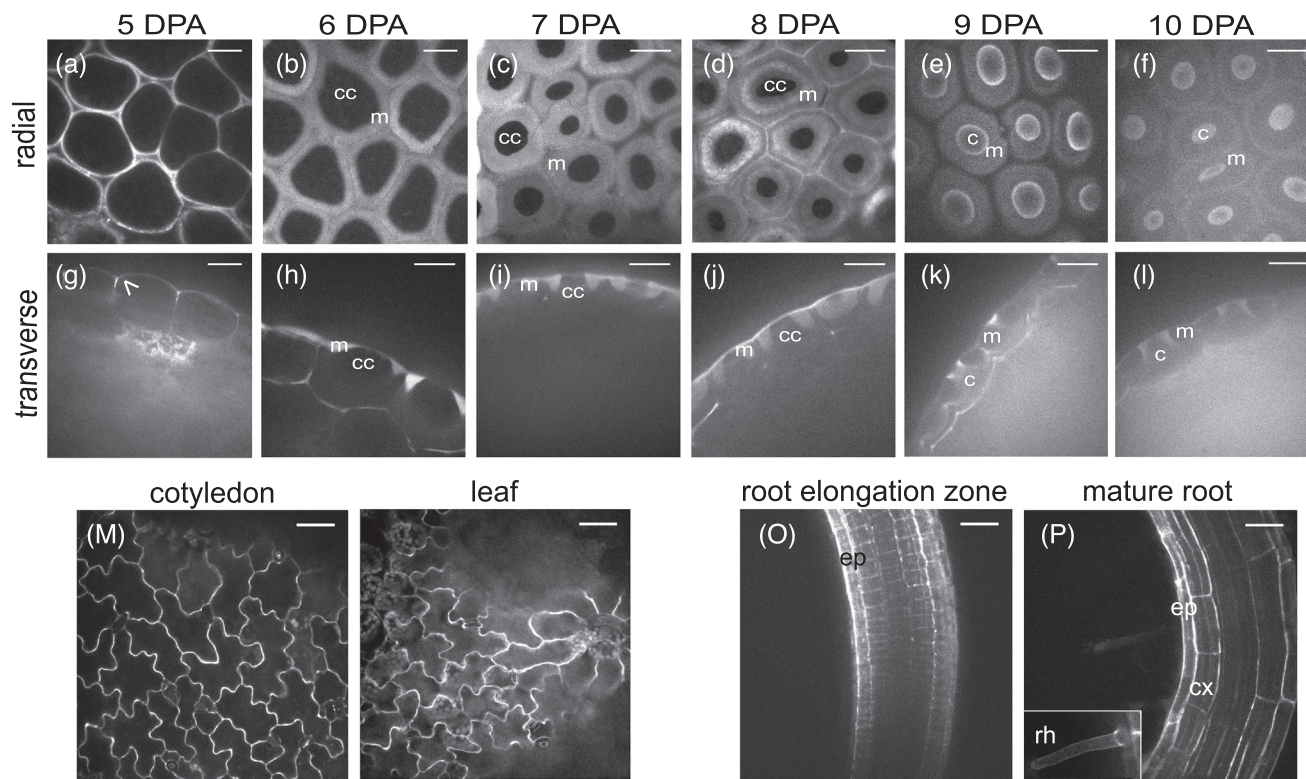 5 DPA 6 DPA 7 DPA 8 DPA 9 DPA 10 DPA
radial
(a) (b) (c) (d) (e) (f)
cc m cc m cc m c m c m
transverse
(g) (h) (i) (j) (k) (l)
< m cc m cc m cc m c m c
cotyledon leaf root elongation zone mature root
(M) (O) (P)
ep ep cx rh